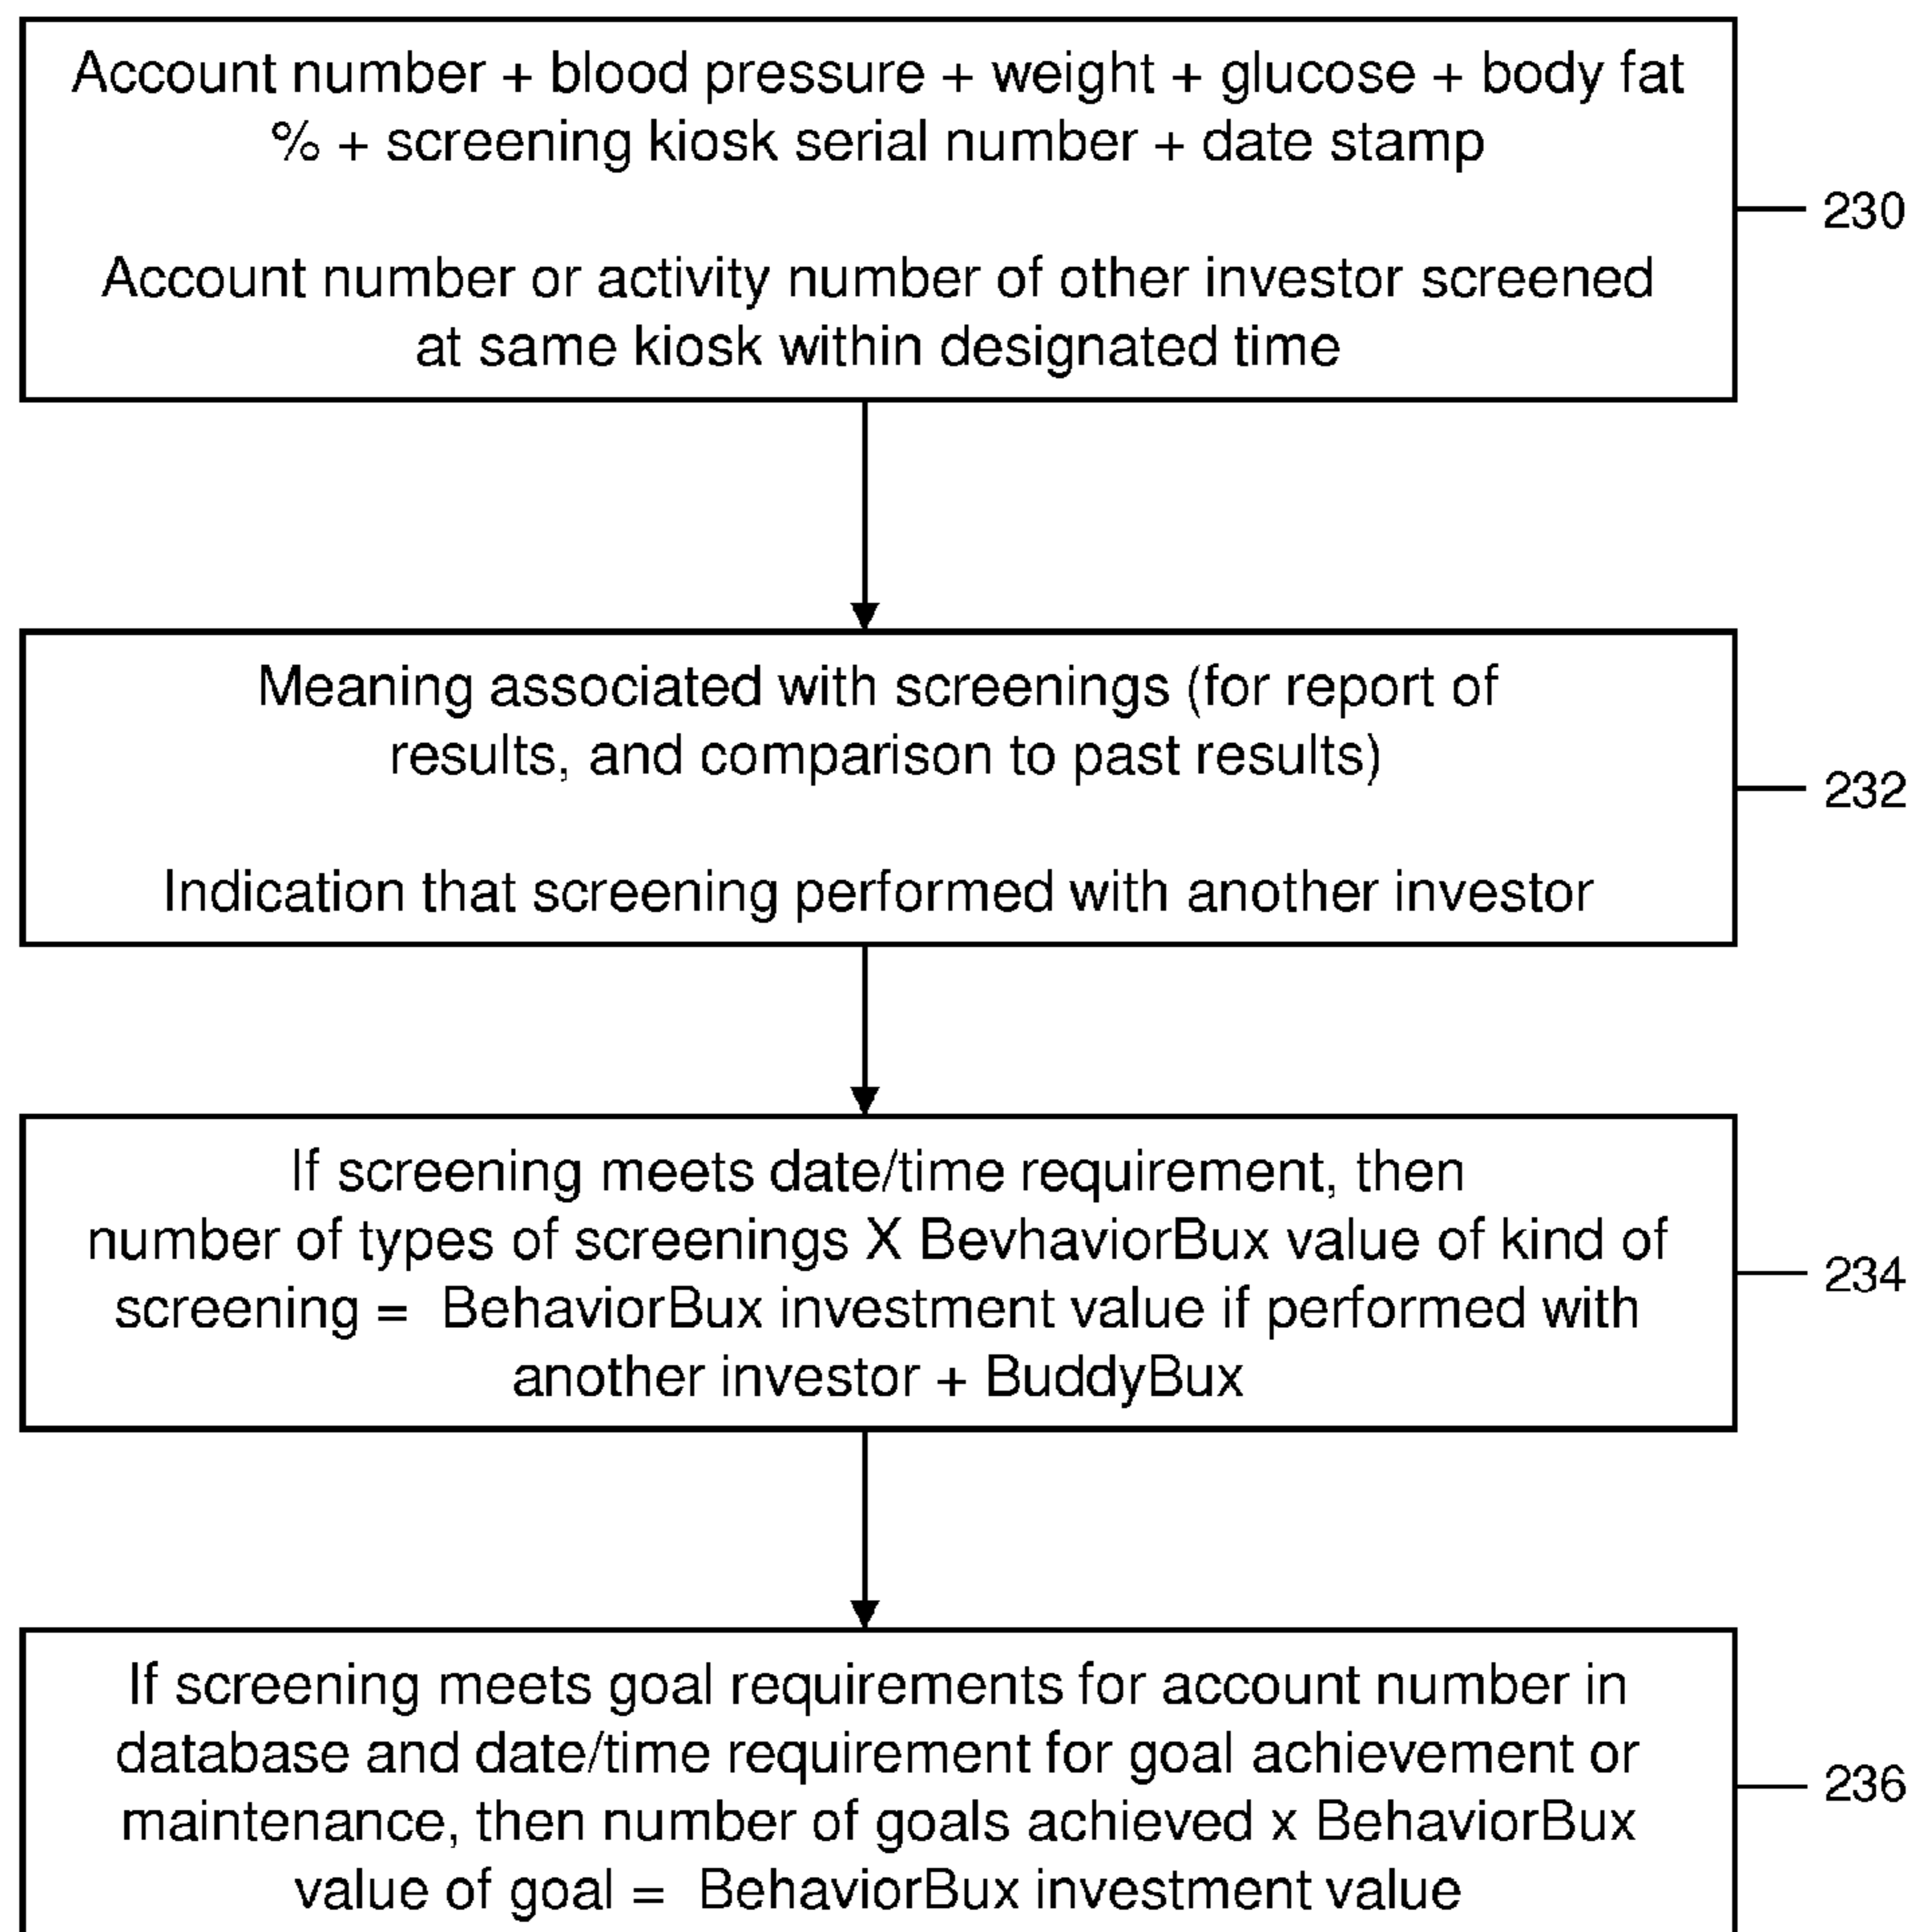 Account number + blood pressure + weight + glucose + body fat
% + screening kiosk serial number + date stamp
Account number or activity number of other investor screened
at same kiosk within designated time
230
Meaning associated with screenings (for report of
results, and comparison to past results)
Indication that screening performed with another investor
232
If screening meets date/time requirement, then
number of types of screenings X BevhaviorBux value of kind of
screening = BehaviorBux investment value if performed with
another investor + BuddyBux
234
If screening meets goal requirements for account number in
database and date/time requirement for goal achievement or
maintenance, then number of goals achieved x BehaviorBux
value of goal = BehaviorBux investment value
236